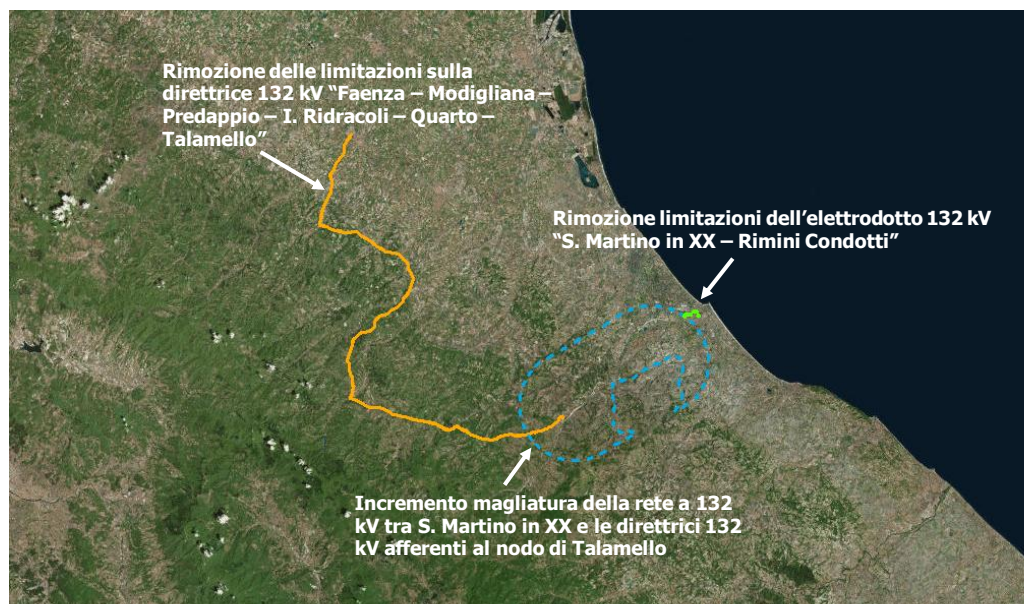 Rimozione delle limitazioni sulla
direttrice 132 kV “Faenza – Modigliana –
Predappio – I. Ridracoli – Quarto –
Talamello”
Rimozione limitazioni dell’elettrodotto 132 kV
“S. Martino in XX – Rimini Condotti”
Incremento magliatura della rete a 132
kV tra S. Martino in XX e le direttrici 132
kV afferenti al nodo di Talamello